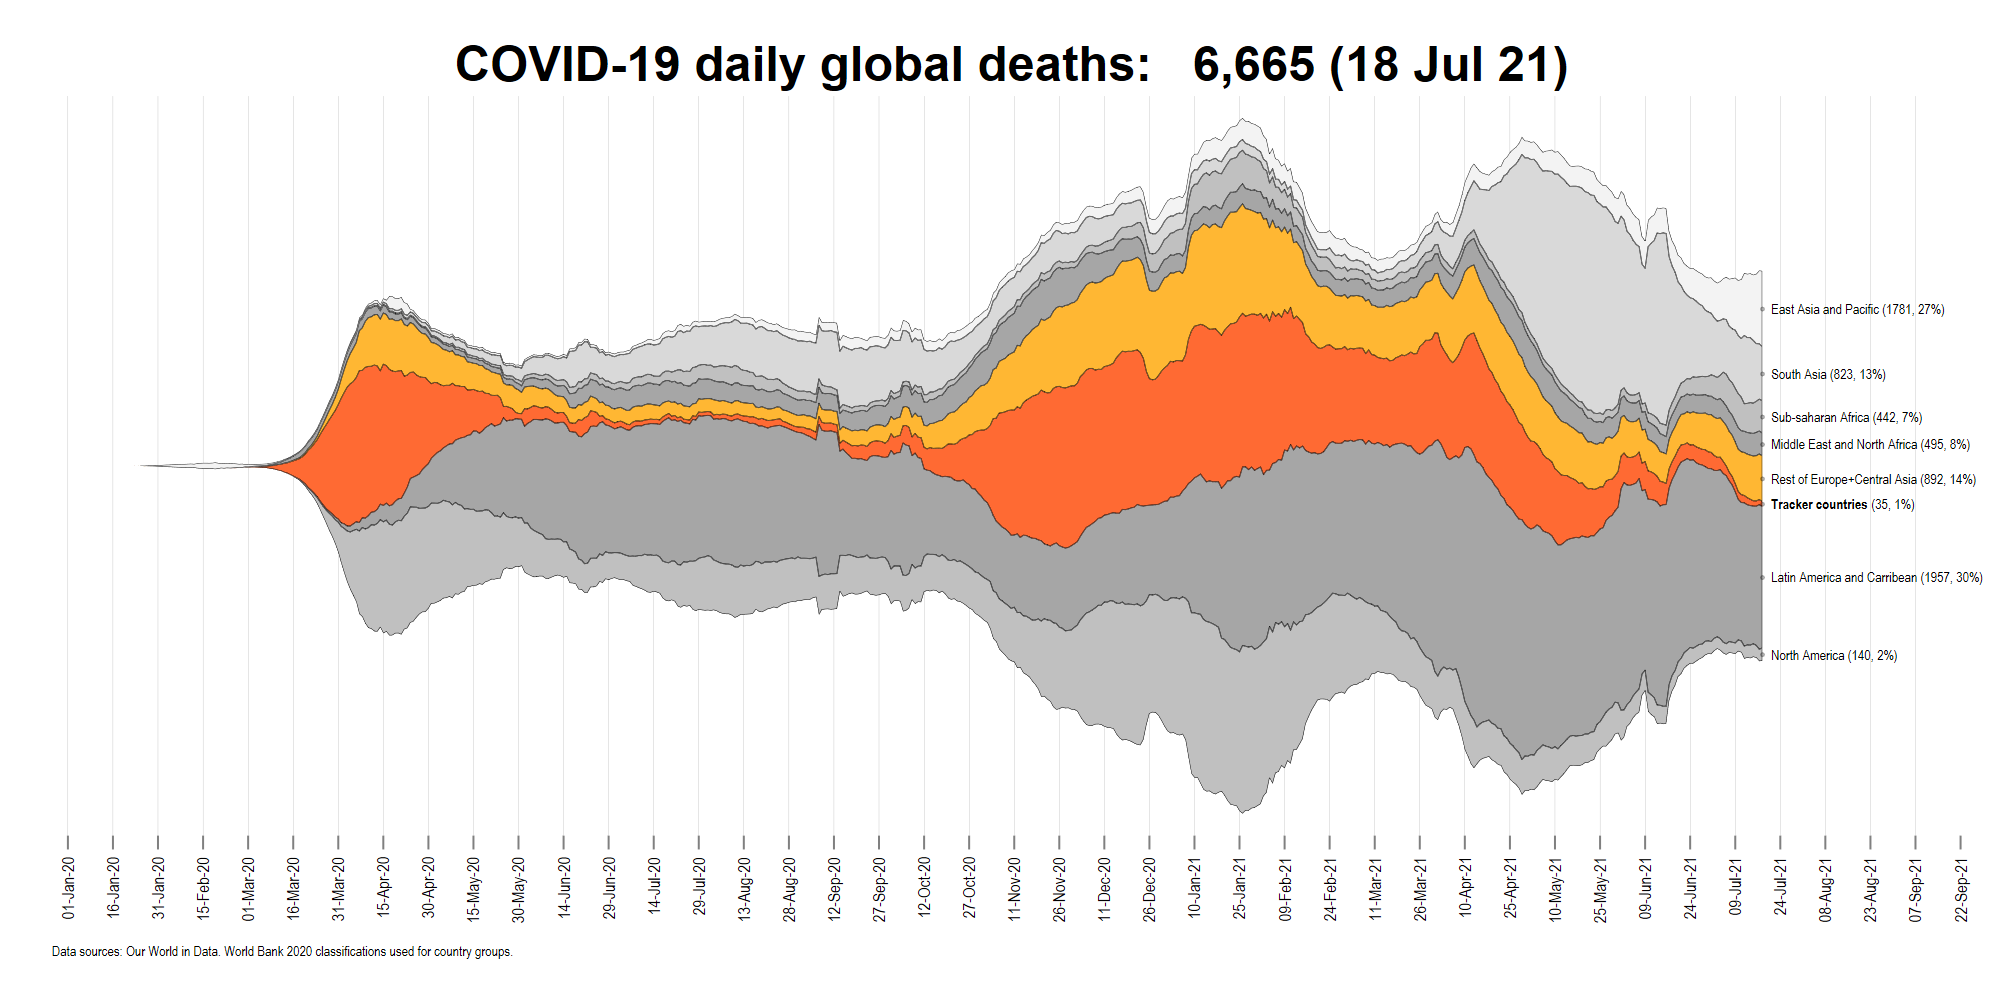 COVID-19 daily global deaths: 6,665 (18 Jul 21)
East Asia and Pacific (1781, 27%)
South Asia (823, 13%)
Sub-saharan Africa (442, 7%)
Middle East and North Africa (495, 8%)
Rest of Europe+Central Asia (892, 14%)
Tracker countries (35, 1%)
Latin America and Carribean (1957, 30%)
North America (140, 2%)
01-Jan-20
16-Jan-20
31-Jan-20
15-Feb-20
01-Mar-20
16-Mar-20
31-Mar-20
15-Apr-20
30-Apr-20
15-May-20
30-May-20
14-Jun-20
29-Jun-20
14-Jul-20
29-Jul-20
13-Aug-20
28-Aug-20
12-Sep-20
27-Sep-20
12-Oct-20
27-Oct-20
11-Nov-20
26-Nov-20
11-Dec-20
26-Dec-20
10-Jan-21
25-Jan-21
09-Feb-21
24-Feb-21
11-Mar-21
26-Mar-21
10-Apr-21
25-Apr-21
10-May-21
25-May-21
09-Jun-21
24-Jun-21
09-Jul-21
24-Jul-21
08-Aug-21
23-Aug-21
07-Sep-21
22-Sep-21
Data sources: Our World in Data. World Bank 2020 classifications used for country groups.